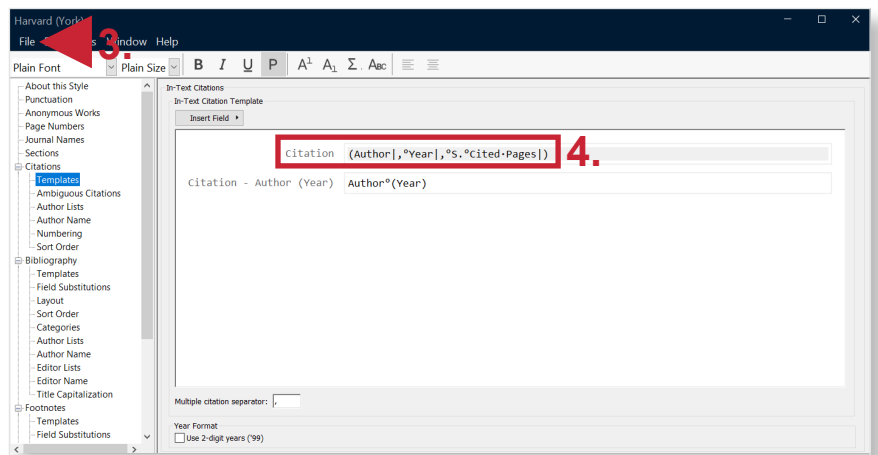 Harvard (York)
File s Window Help
3.
Plain Font Plain Size B I U P A1 A1 Σ ABC
About this Style
Punctuation
Anonymous Works
Page Numbers
Journal Names
Sections
Citations
Templates
Ambiguous Citations
Author Lists
Author Name
Numbering
Sort Order
Bibliography
Templates
Field Substitutions
Layout
Sort Order
Categories
Author Lists
Author Name
Editor Lists
Editor Name
Title Capitalization
Footnotes
Templates
Field Substitutions
In-Text Citations
In-Text Citation Template
Insert Field
Citation (Author|,°Year|,°S.°Cited·Pages|)
4.
Citation - Author (Year) Author°(Year)
Multiple citation separator: ,
Year Format
Use 2-digit years ('99)